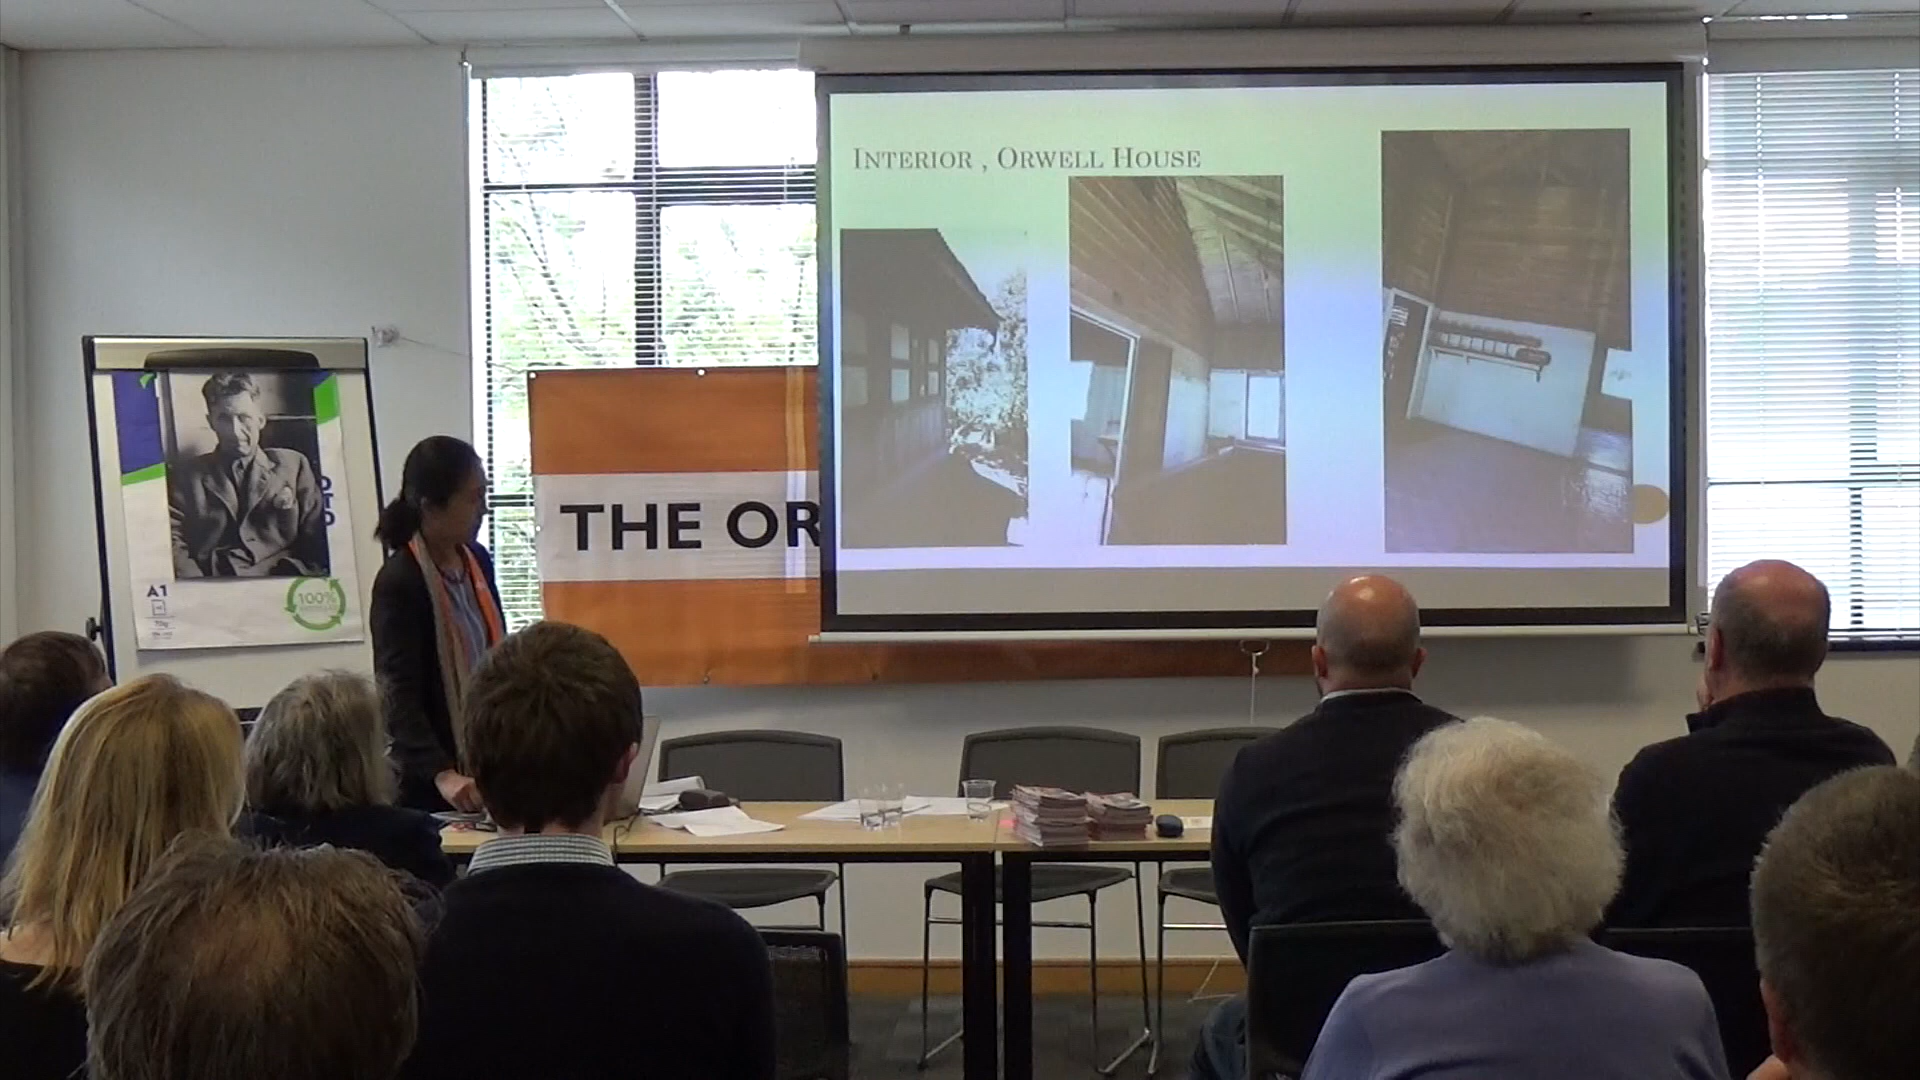 INTERIOR , ORWELL HOUSE
THE OR
A1
100%